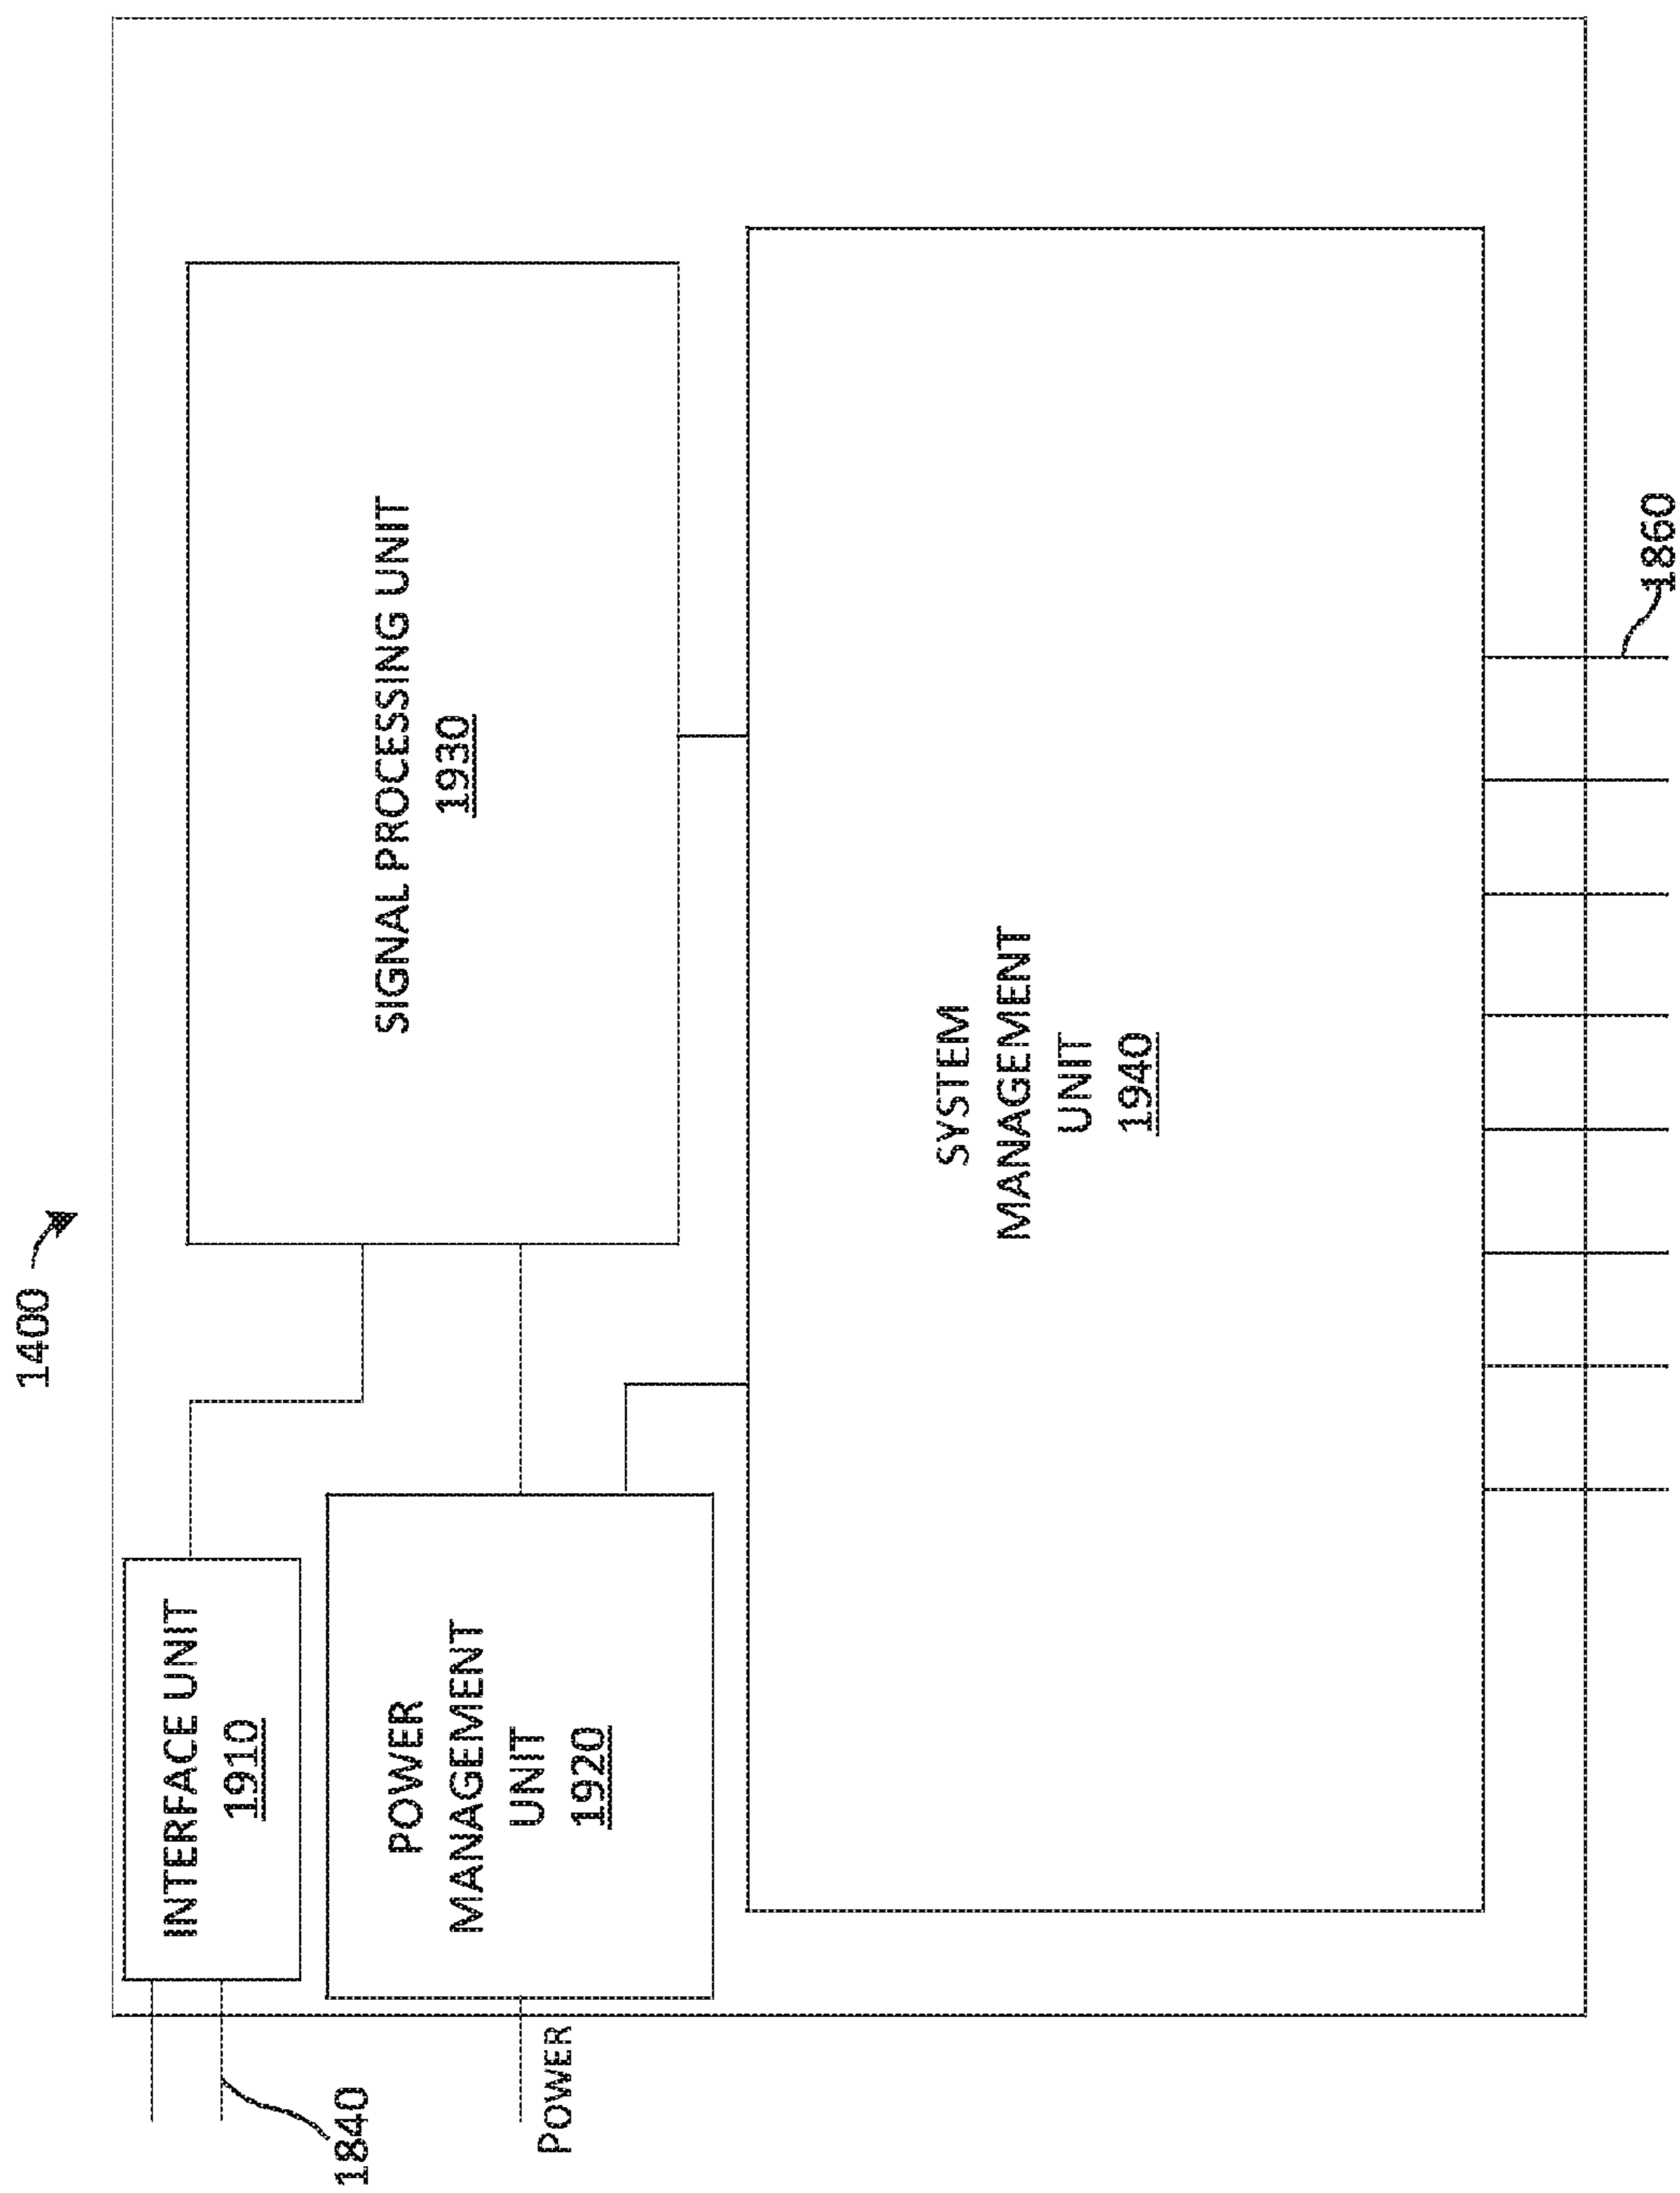 1400
INTERFACE UNIT
1910
SIGNAL PROCESSING UNIT
1930
1840
POWER
MANAGEMENT
UNIT
1920
POWER
SYSTEM
MANAGEMENT
UNIT
1940
1860